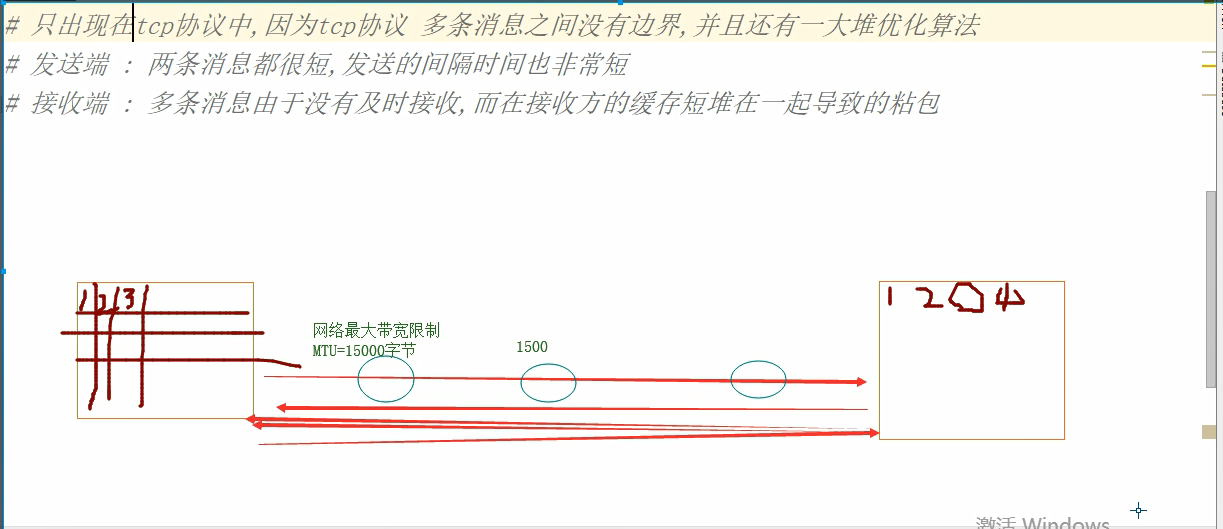 # 只出现在tcp协议中,因为tcp协议 多条消息之间没有边界,并且还有一大堆优化算法
# 发送端 : 两条消息都很短,发送的间隔时间也非常短
# 接收端 : 多条消息由于没有及时接收,而在接收方的缓存短堆在一起导致的粘包
1 2 3
1 2 4
网络最大带宽限制
MTU=15000字节
1500
激活 Windows